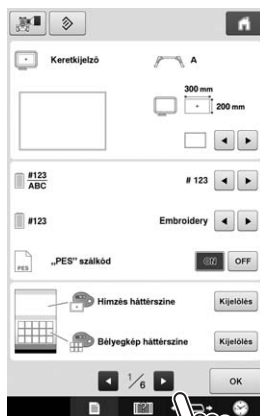 Keretkijelző
A
300 mm
200 mm
#123
ABC
# 123
#123
Embroidery
PES
„PES” szálkód
ON
OFF
Hímzés háttérszíne
Kijelölés
Bélyegkép háttérszíne
Kijelölés
1/6
OK